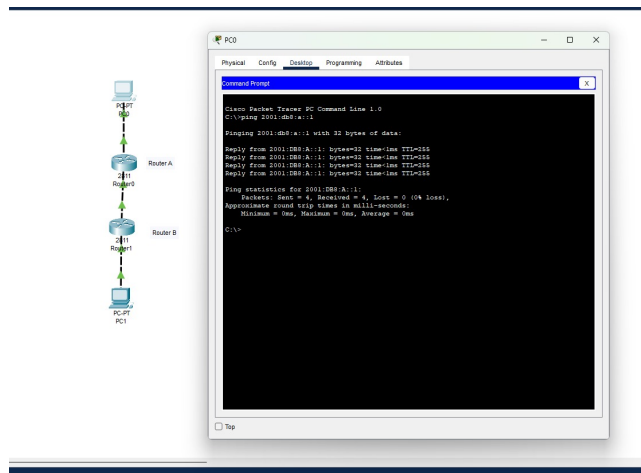 PC0
Physical Config Desktop Programming Attributes
Command Prompt
X
Cisco Packet Tracer PC Command Line 1.0
C:\>ping 2001:db8:a::1
Pinging 2001:db8:a::1 with 32 bytes of data:
Reply from 2001:DB8:A::1: bytes=32 time<1ms TTL=255
Reply from 2001:DB8:A::1: bytes=32 time<1ms TTL=255
Reply from 2001:DB8:A::1: bytes=32 time<1ms TTL=255
Reply from 2001:DB8:A::1: bytes=32 time<1ms TTL=255
Ping statistics for 2001:DB8:A::1:
Packets: Sent = 4, Received = 4, Lost = 0 (0% loss),
Approximate round trip times in milli-seconds:
Minimum = 0ms, Maximum = 0ms, Average = 0ms
C:\>
Top
PC-PT
PC0
Router A
2811
Router0
Router B
2811
Router1
PC-PT
PC1